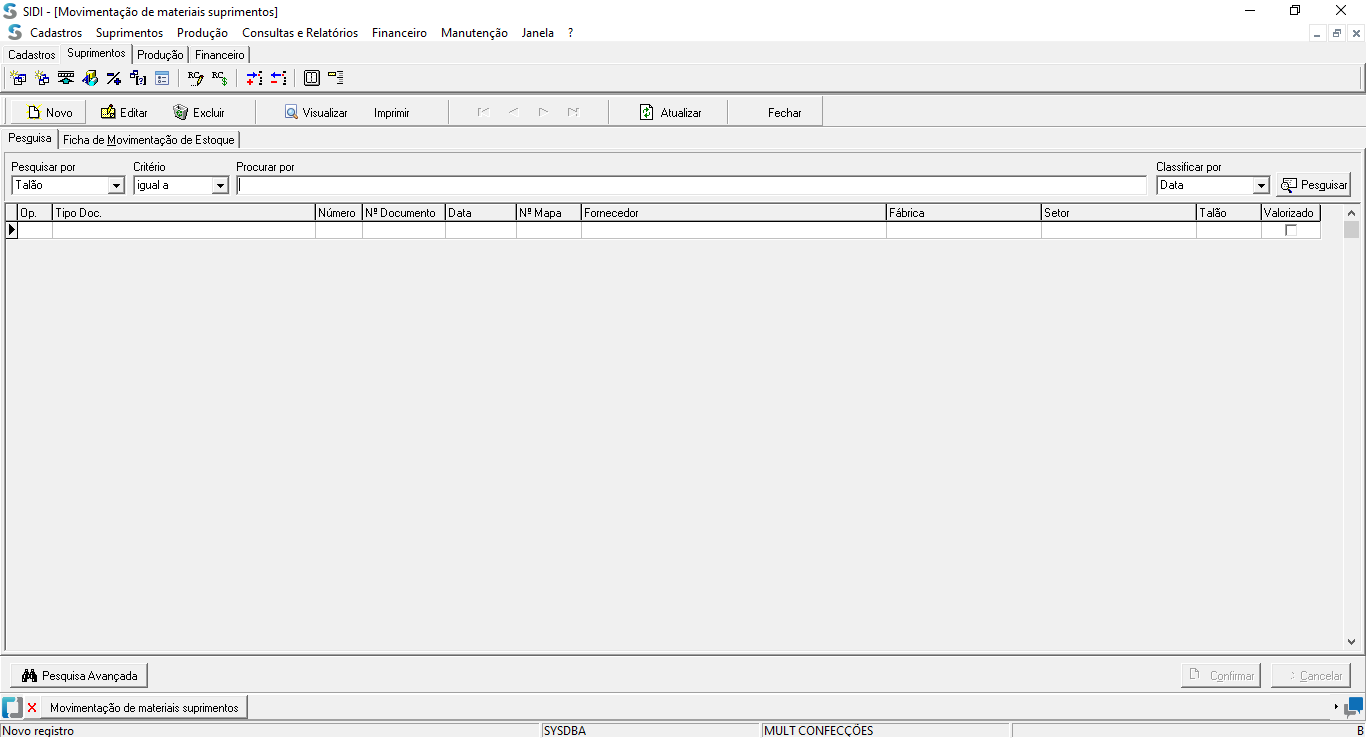 SIDI - [Movimentação de materiais suprimentos]
Cadastros Suprimentos Produção Consultas e Relatórios Financeiro Manutenção Janela ?
Cadastros Suprimentos Produção Financeiro
Novo Editar Excluir Visualizar Imprimir Atualizar Fechar
Pesquisa Ficha de Movimentação de Estoque
Pesquisar por Critério Procurar por Classificar por
Talão igual a Data Pesquisar
Op. Tipo Doc. Número Nº Documento Data Nº Mapa Fornecedor Fábrica Setor Talão Valorizado
Pesquisa Avançada Confirmar Cancelar
Movimentação de materiais suprimentos
Novo registro SYSDBA MULT CONFECÇÕES B